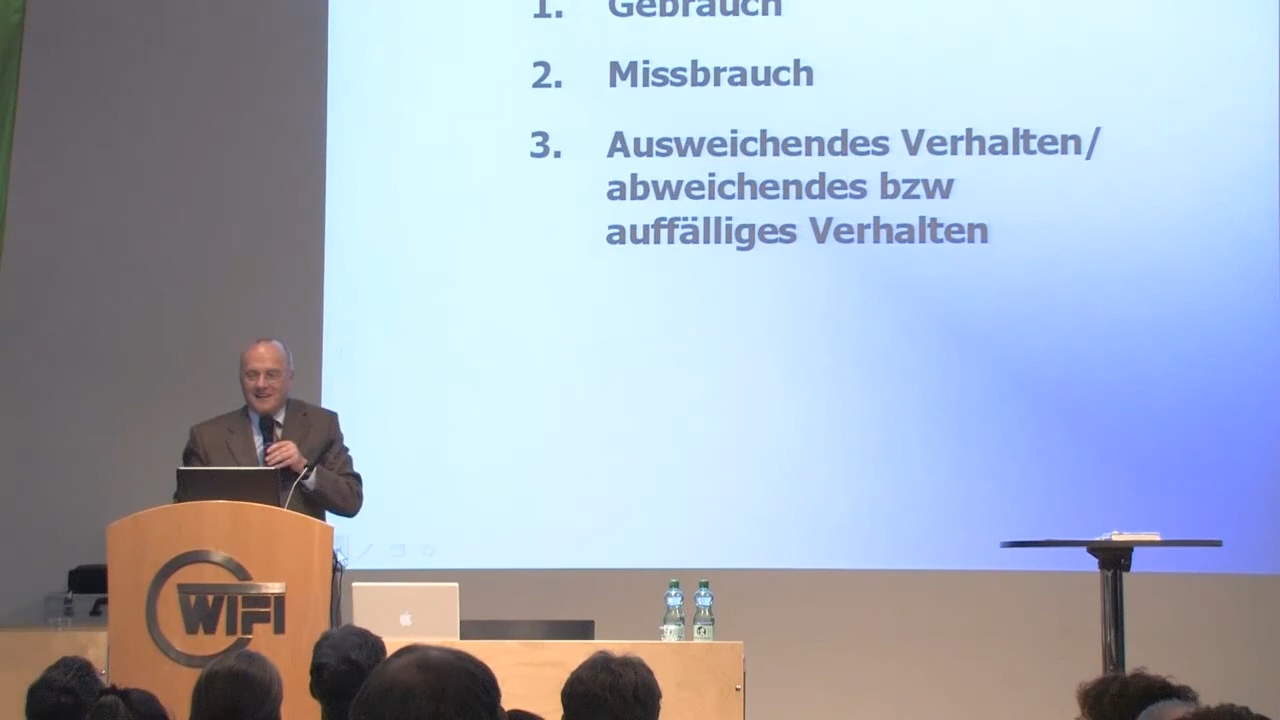 1. Gebrauch
2. Missbrauch
3. Ausweichendes Verhalten/
abweichendes bzw
auffälliges Verhalten
WIFI